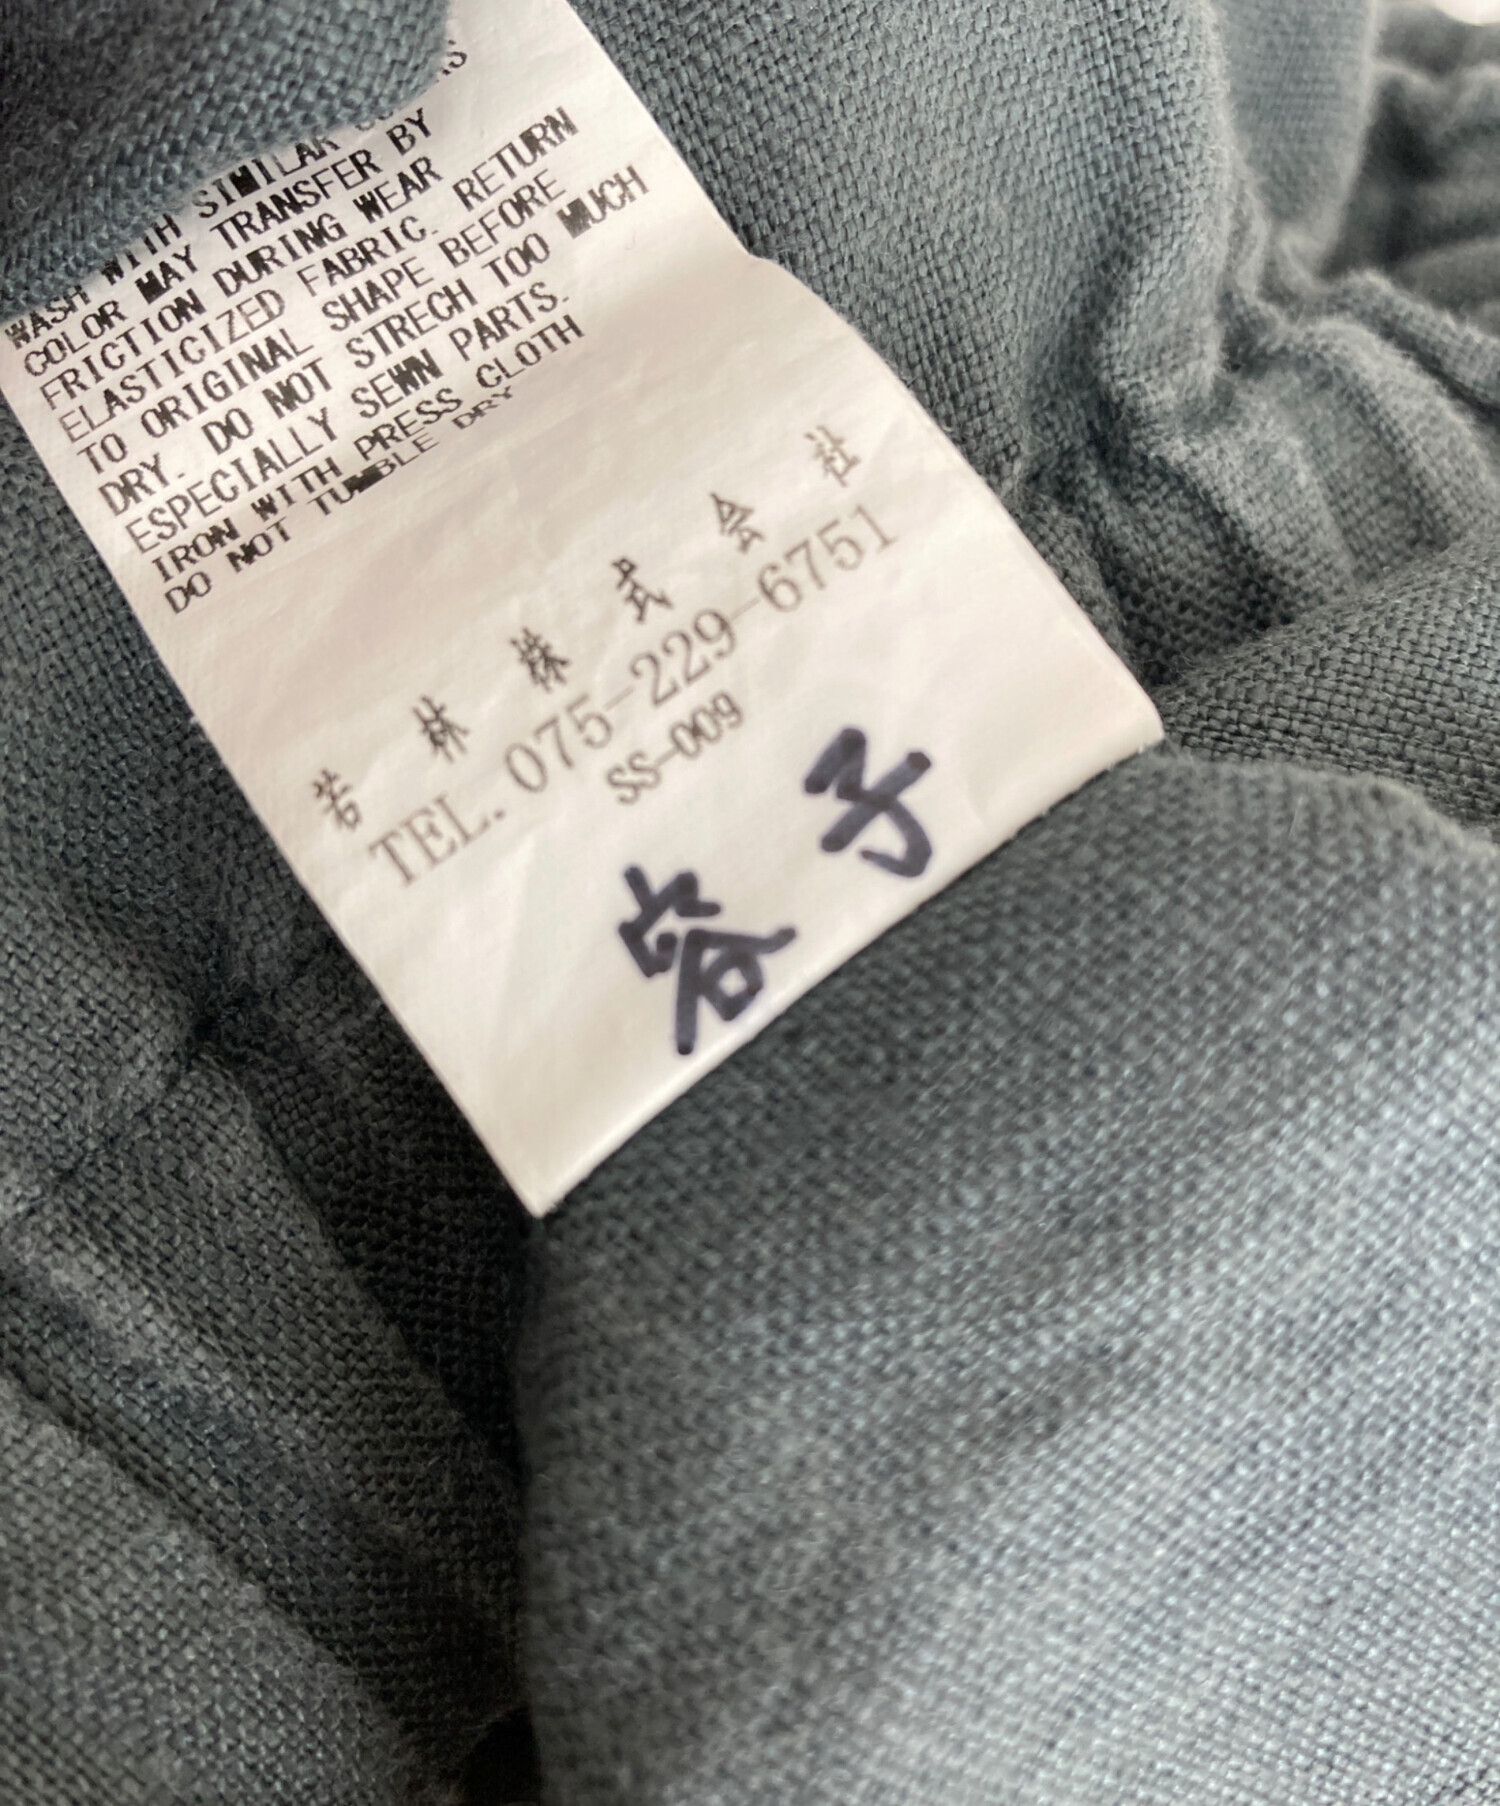 WASH WITH SIMILAR
COLOR MAY TRANSFER BY
FRICTION DURING WEAR
ELASTICIZED FABRIC. RETURN
TO ORIGINAL SHAPE BEFORE
DRY. DO NOT STRECH TOO MUCH
ESPECIALLY SEWN PARTS.
IRON WITH PRESS CLOTH
DO NOT TUMBLE DRY
若林株式会社
TEL. 075-229-6751
SS-009
容子